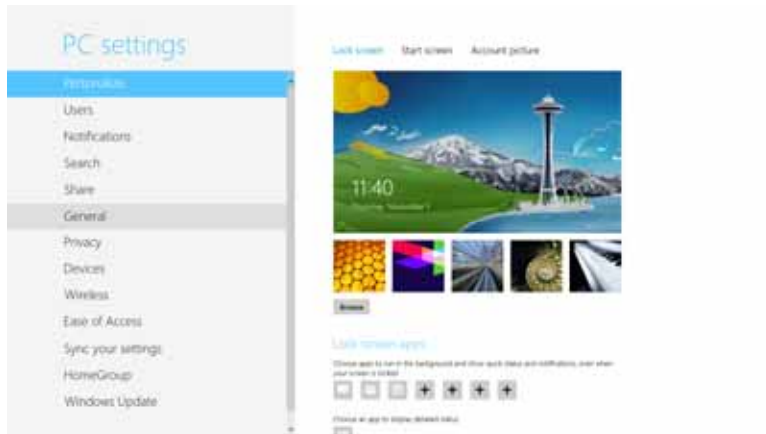 PC settings
Personalize
Users
Notifications
Search
Share
General
Privacy
Devices
Wireless
Ease of Access
Sync your settings
HomeGroup
Windows Update
Lock screen Start screen Account picture
11:40
Browse
Lock screen apps
Choose apps to run in the background and show quick status and notifications, even when
your screen is locked
Choose an app to display detailed status